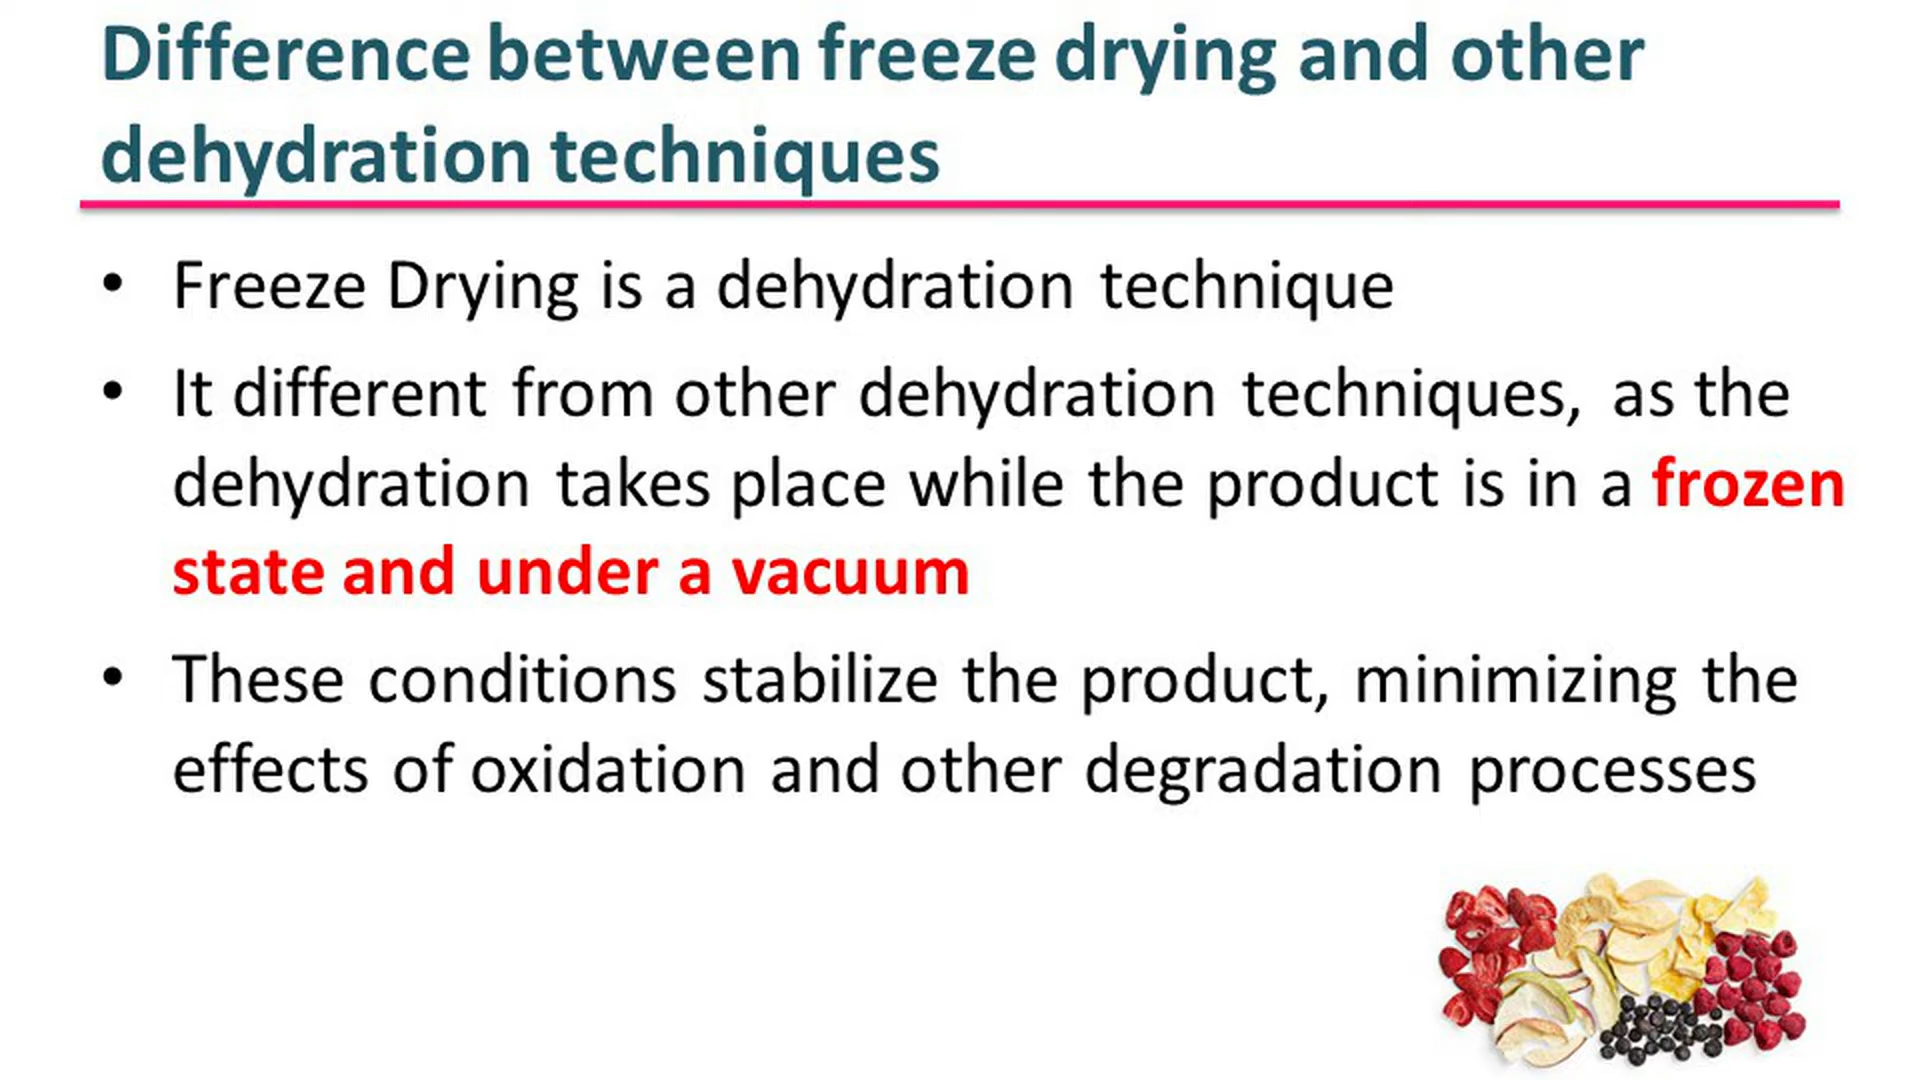 Difference between freeze drying and other
dehydration techniques
• Freeze Drying is a dehydration technique
• It different from other dehydration techniques, as the
dehydration takes place while the product is in a frozen
state and under a vacuum
• These conditions stabilize the product, minimizing the
effects of oxidation and other degradation processes